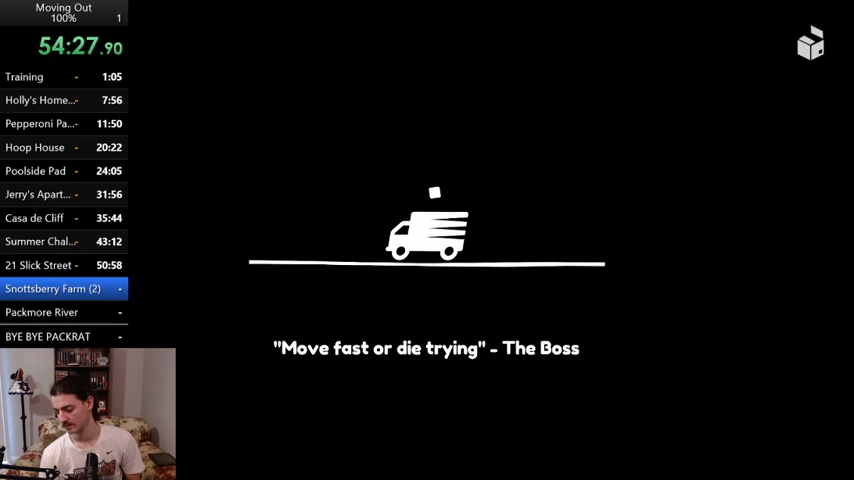 Moving Out
100% 1
54:27.90
Training - 1:05
Holly's Home...- 7:56
Pepperoni Pa...- 11:50
Hoop House - 20:22
Poolside Pad - 24:05
Jerry's Apart...- 31:56
Casa de Cliff - 35:44
Summer Chal...- 43:12
21 Slick Street - 50:58
Snottsberry Farm (2) -
Packmore River -
BYE BYE PACKRAT -
"Move fast or die trying" - The Boss